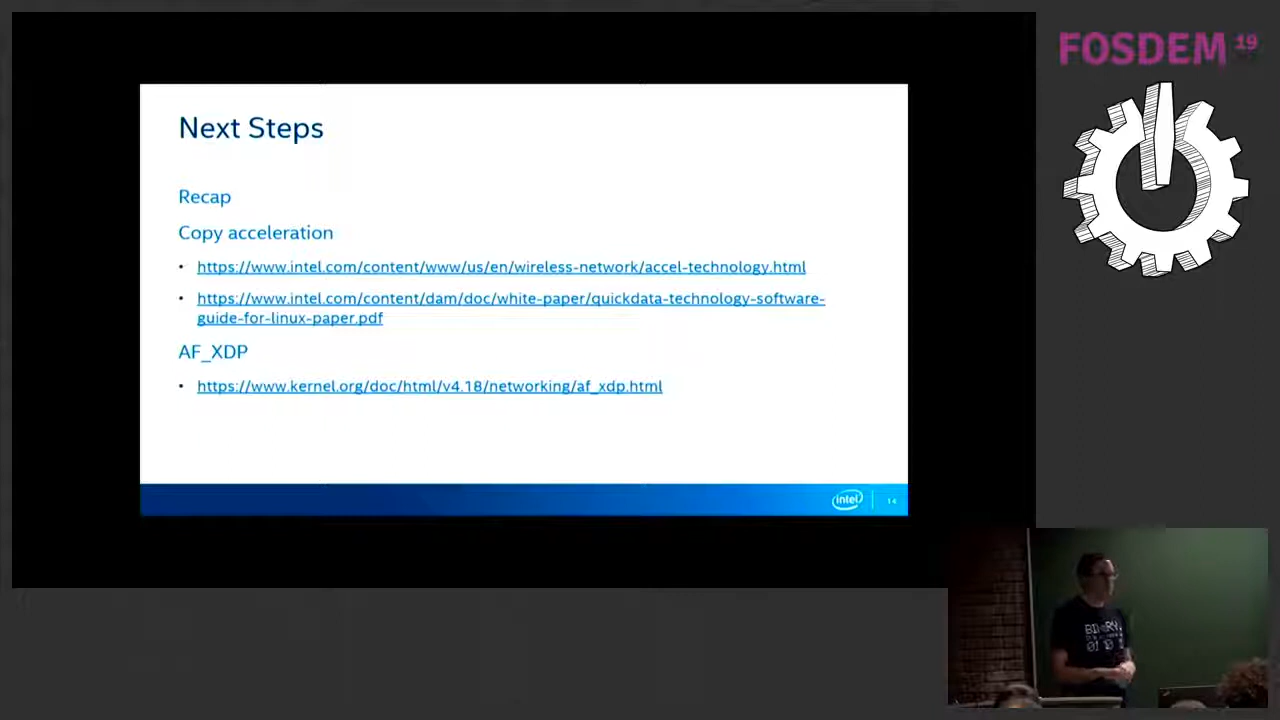 FOSDEM 19
Next Steps
Recap
Copy acceleration
• https://www.intel.com/content/www/us/en/wireless-network/accel-technology.html
• https://www.intel.com/content/dam/doc/white-paper/quickdata-technology-software-
guide-for-linux-paper.pdf
AF_XDP
• https://www.kernel.org/doc/html/v4.18/networking/af_xdp.html
intel
14
BINARY